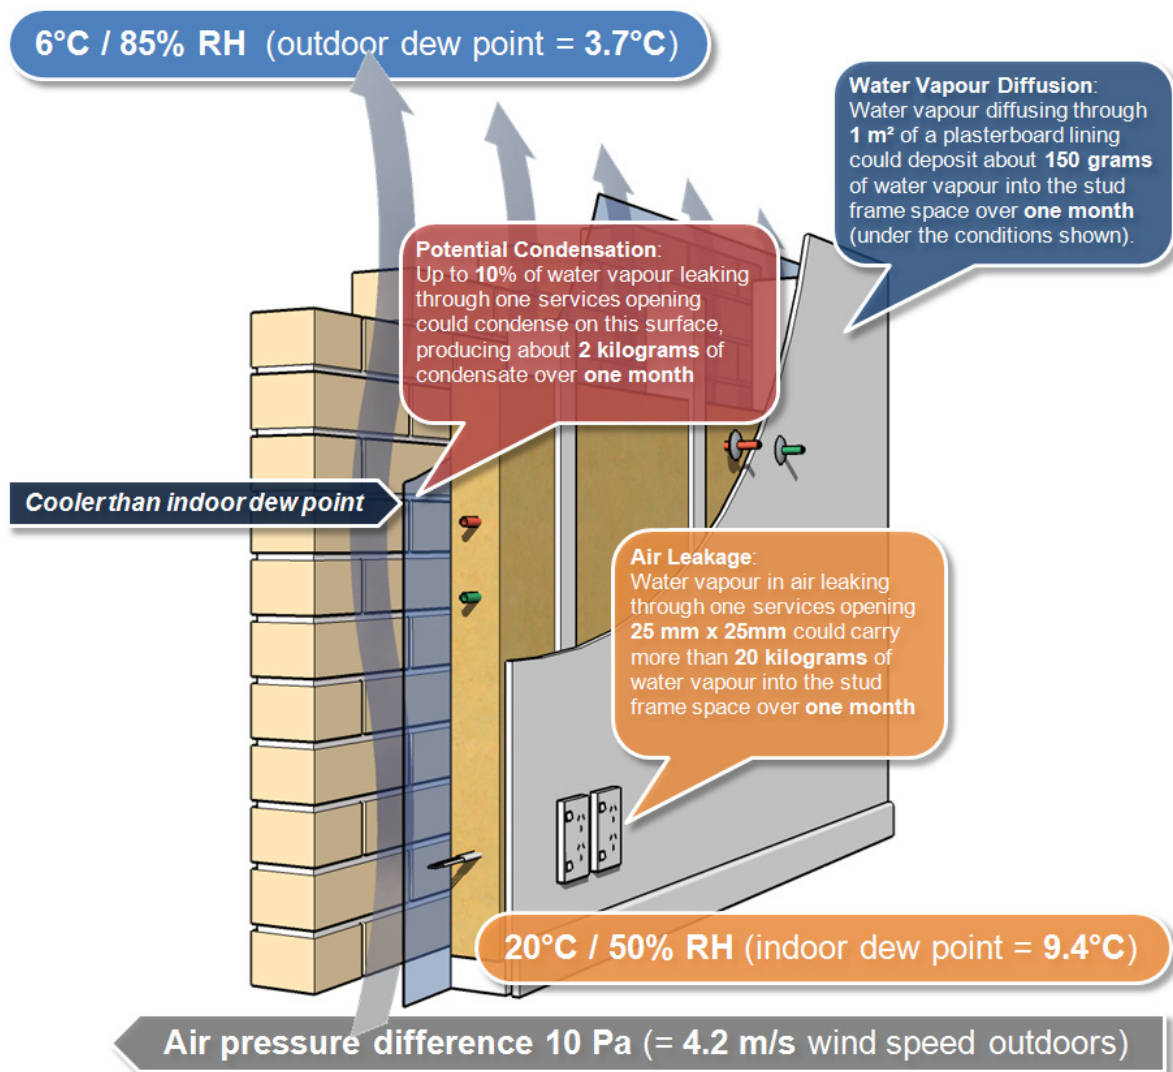 6°C / 85% RH (outdoor dew point = 3.7°C)
Water Vapour Diffusion:
Water vapour diffusing through
1 m² of a plasterboard lining
could deposit about 150 grams
of water vapour into the stud
frame space over one month
(under the conditions shown).
Potential Condensation:
Up to 10% of water vapour leaking
through one services opening
could condense on this surface,
producing about 2 kilograms of
condensate over one month
Cooler than indoor dew point
Air Leakage:
Water vapour in air leaking
through one services opening
25 mm x 25mm could carry
more than 20 kilograms of
water vapour into the stud
frame space over one month
20°C / 50% RH (indoor dew point = 9.4°C)
Air pressure difference 10 Pa (= 4.2 m/s wind speed outdoors)